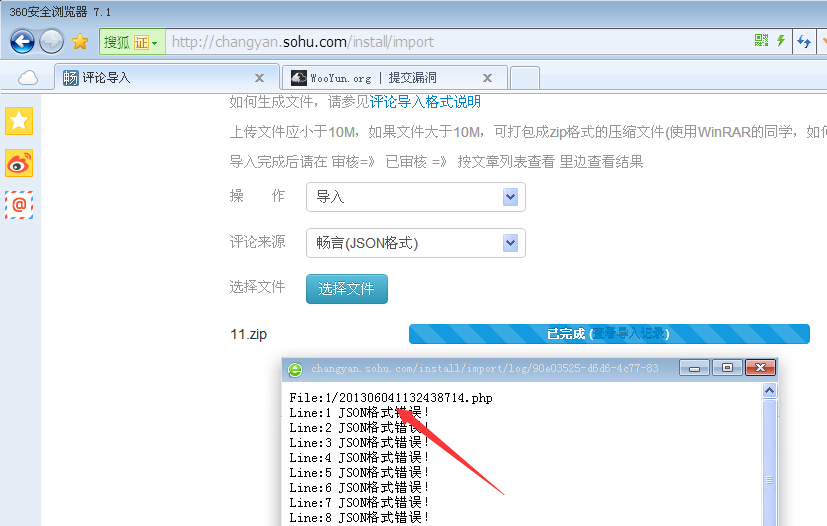 360安全浏览器 7.1
搜狐 证 http://changyan.sohu.com/install/import
畅 评论导入
WooYun.org | 提交漏洞
如何生成文件，请参见评论导入格式说明
上传文件应小于10M，如果文件大于10M，可打包成zip格式的压缩文件(使用WinRAR的同学，如何
导入完成后请在 审核=》 已审核 =》 按文章列表查看 里边查看结果
操 作 导入
评论来源 畅言(JSON格式)
选择文件 选择文件
11.zip 已完成 (查看导入记录)
changyan.sohu.com/install/import/log/90e03525-d6d6-4c77-83
File:1/201306041132438714.php
Line:1 JSON格式错误!
Line:2 JSON格式错误!
Line:3 JSON格式错误!
Line:4 JSON格式错误!
Line:5 JSON格式错误!
Line:6 JSON格式错误!
Line:7 JSON格式错误!
Line:8 JSON格式错误!